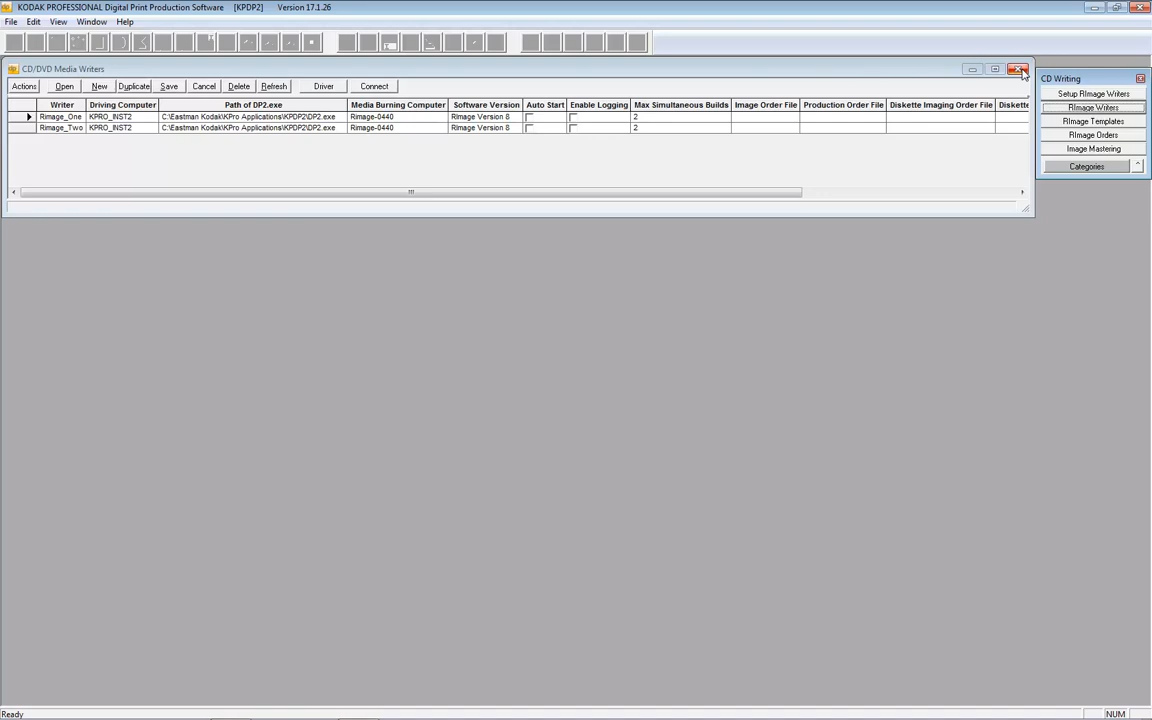 KODAK PROFESSIONAL Digital Print Production Software [KPDP2] Version 17.1.26
File Edit View Window Help
CD/DVD Media Writers
Actions Open New Duplicate Save Cancel Delete Refresh Driver Connect
Writer Driving Computer Path of DP2.exe Media Burning Computer Software Version Auto Start Enable Logging Max Simultaneous Builds Image Order File Production Order File Diskette Imaging Order File Diskette
Rimage_One KPRO_INST2 C:\Eastman Kodak\KPro Applications\KPDP2\DP2.exe Rimage-0440 RImage Version 8 2
Rimage_Two KPRO_INST2 C:\Eastman Kodak\KPro Applications\KPDP2\DP2.exe Rimage-0440 RImage Version 8 2
CD Writing
Setup RImage Writers
RImage Writers
RImage Templates
RImage Orders
Image Mastering
Categories
Ready NUM